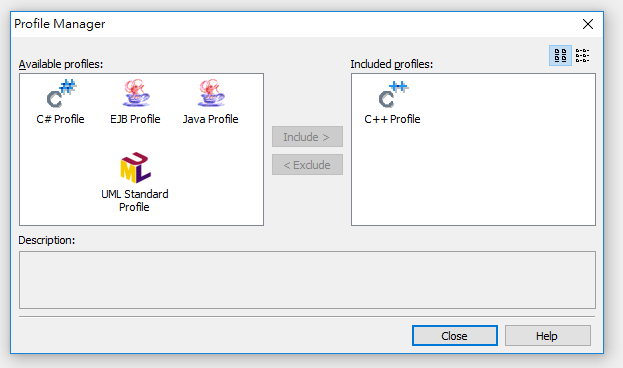 Profile Manager
Available profiles:
Included profiles:
C# Profile
EJB Profile
Java Profile
C++ Profile
Include >
< Exclude
UML
UML Standard
Profile
Description:
Close
Help